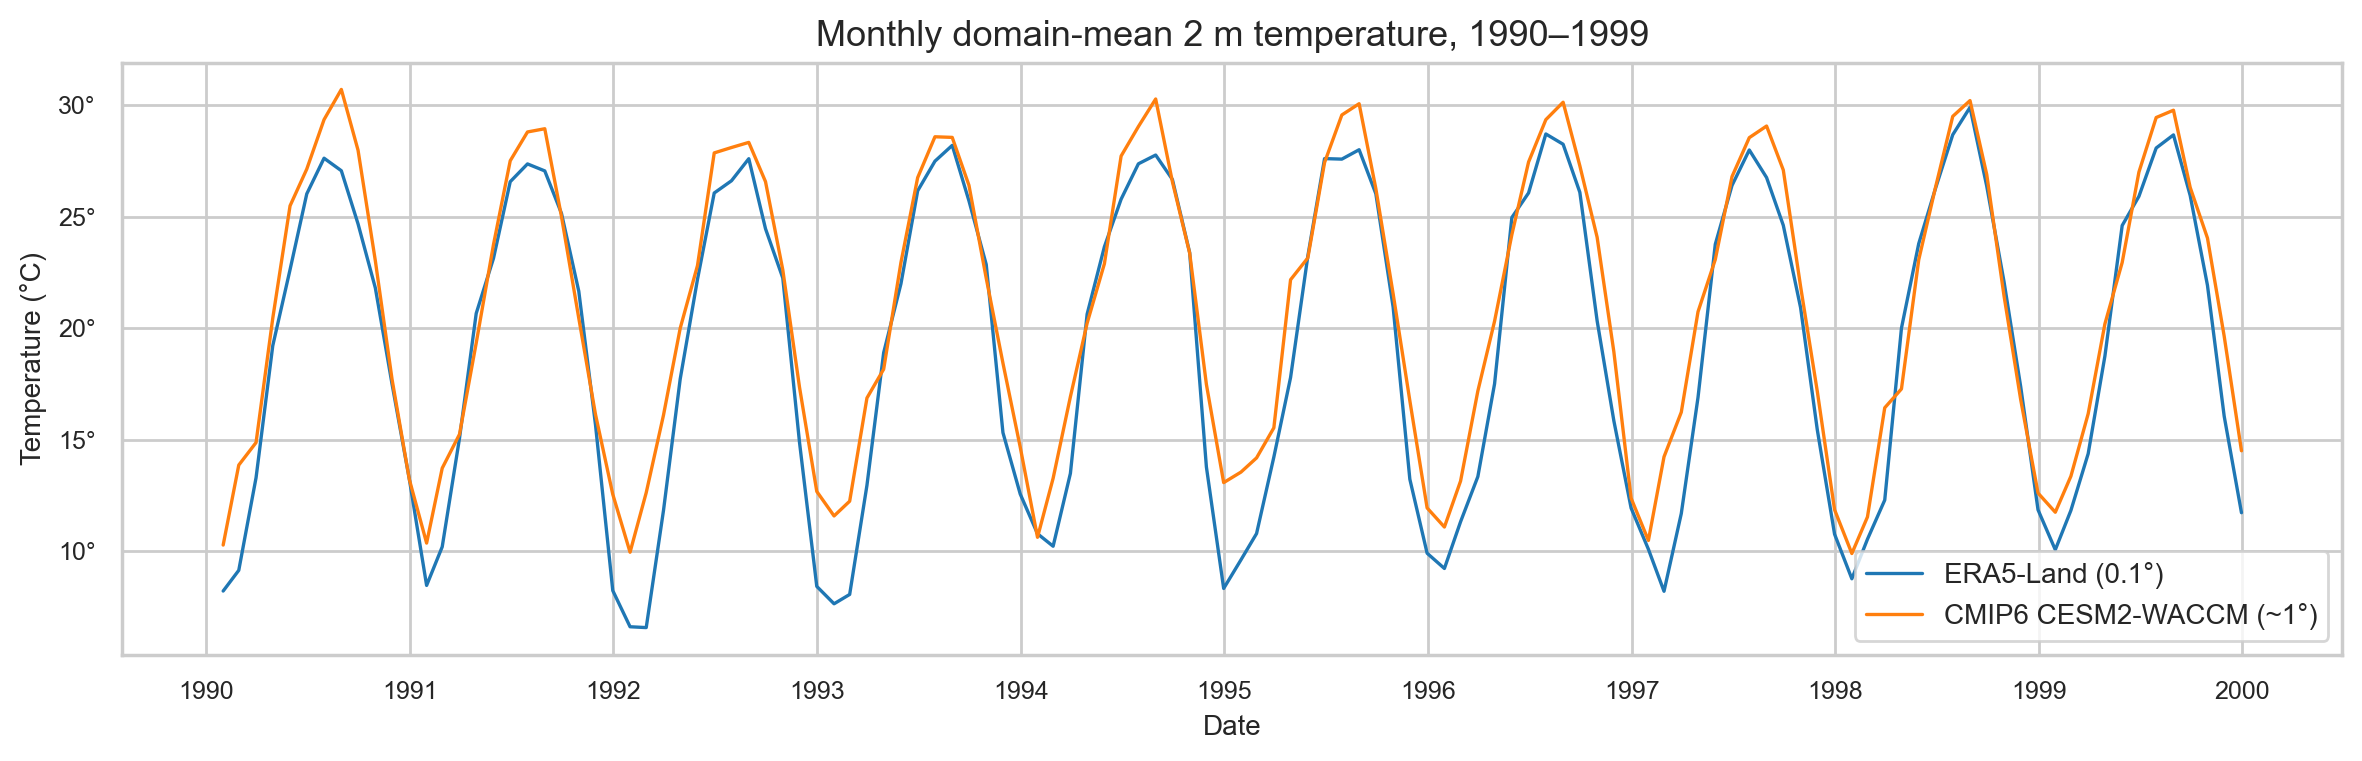 Monthly domain-mean 2 m temperature, 1990–1999
Temperature (°C)
30°
25°
20°
15°
10°
ERA5-Land (0.1°)
CMIP6 CESM2-WACCM (~1°)
1990 1991 1992 1993 1994 1995 1996 1997 1998 1999 2000
Date